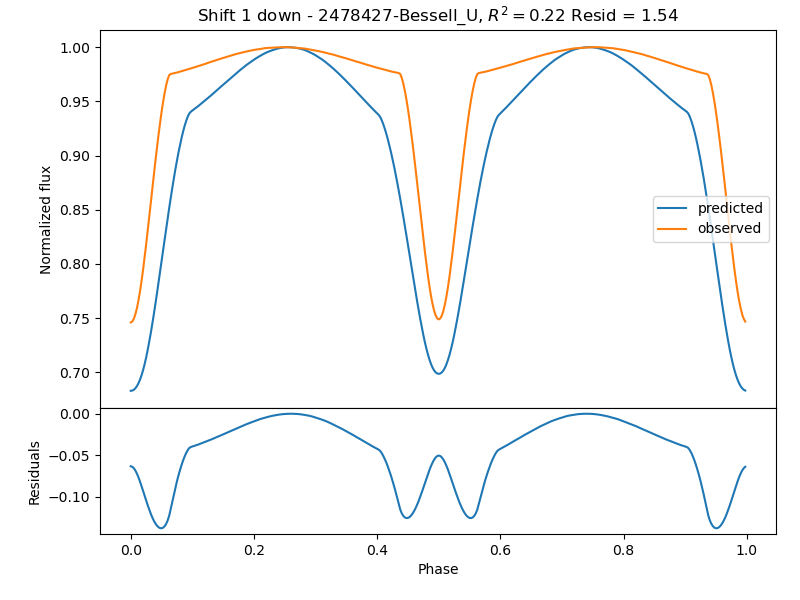 Shift 1 down - 2478427-Bessell_U, R² = 0.22 Resid = 1.54
1.00
0.95
0.90
0.85
0.80
0.75
0.70
Normalized flux
predicted
observed
0.00
−0.05
−0.10
Residuals
0.0 0.2 0.4 0.6 0.8 1.0
Phase